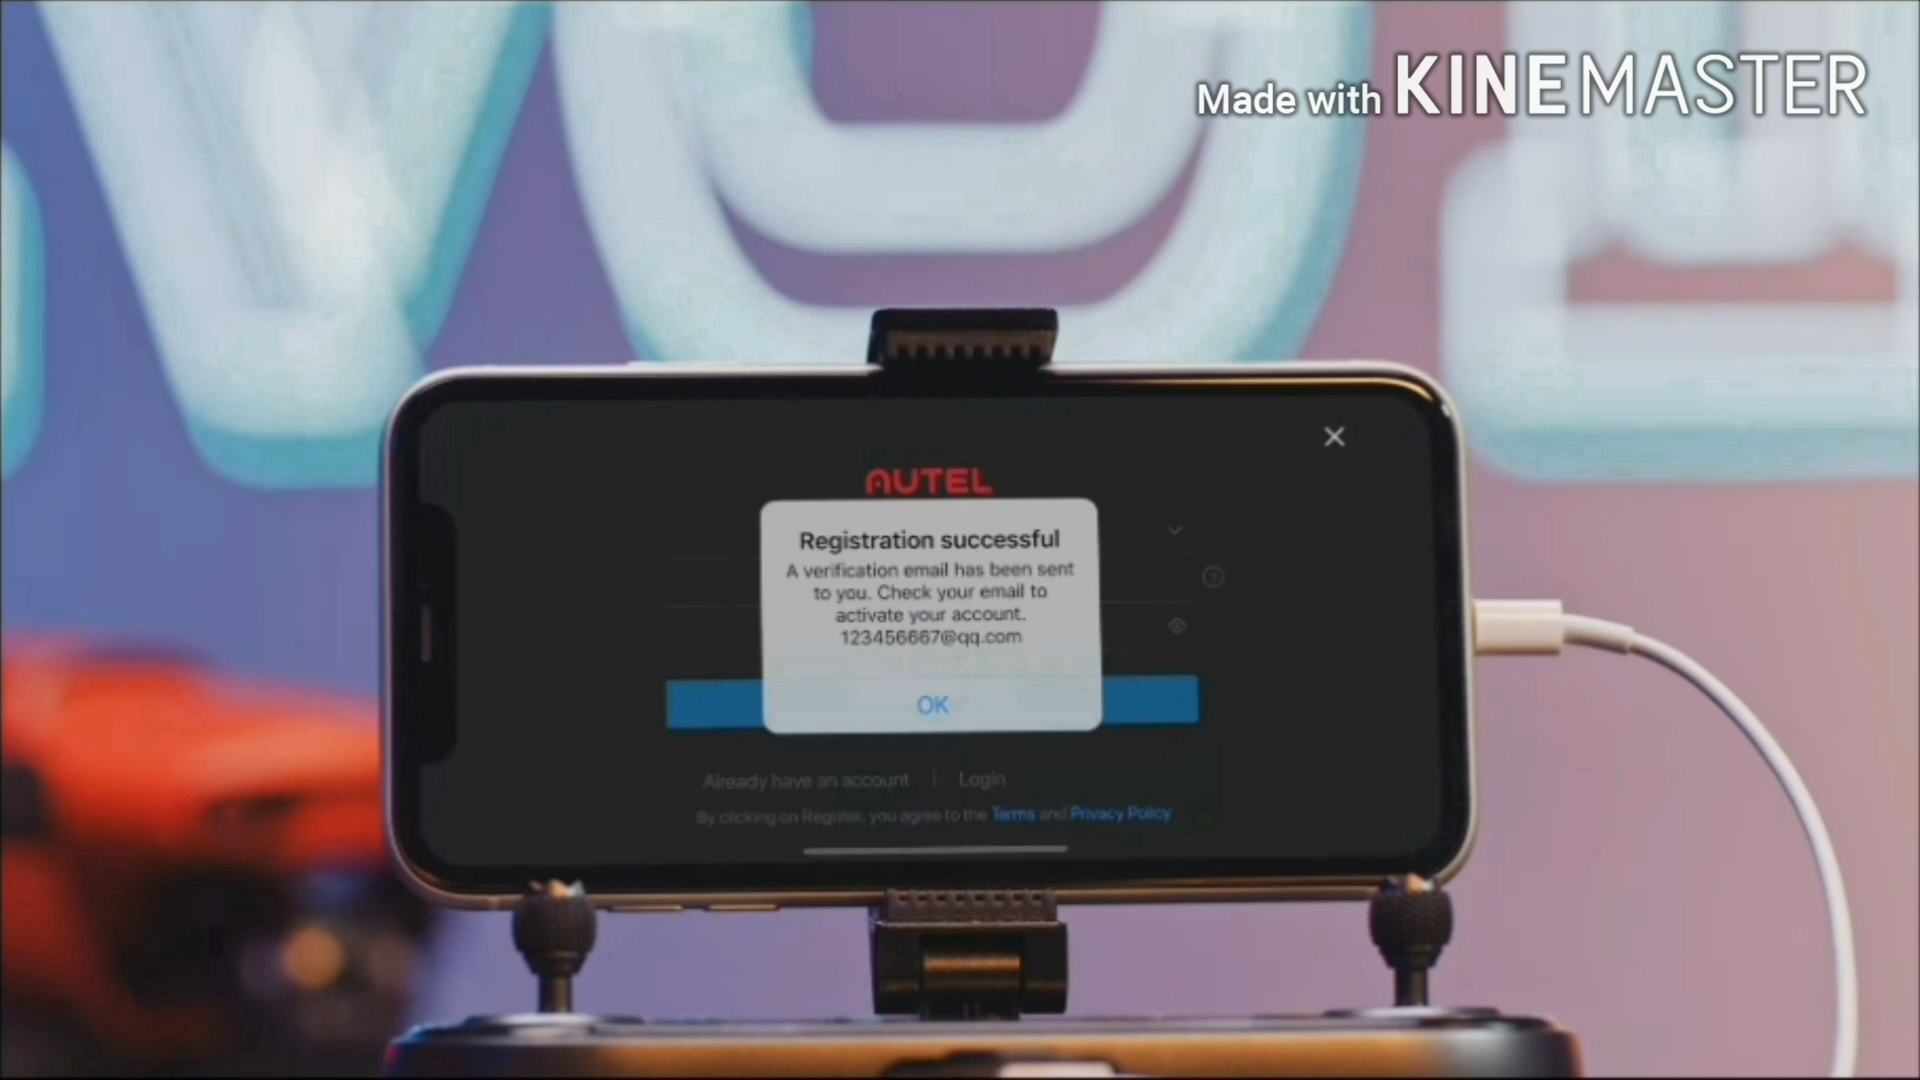 Made with KINEMASTER
AUTEL
Registration successful
A verification email has been sent
to you. Check your email to
activate your account.
123456667@qq.com
OK
Already have an account | Login
By clicking on Register, you agree to the Terms and Privacy Policy